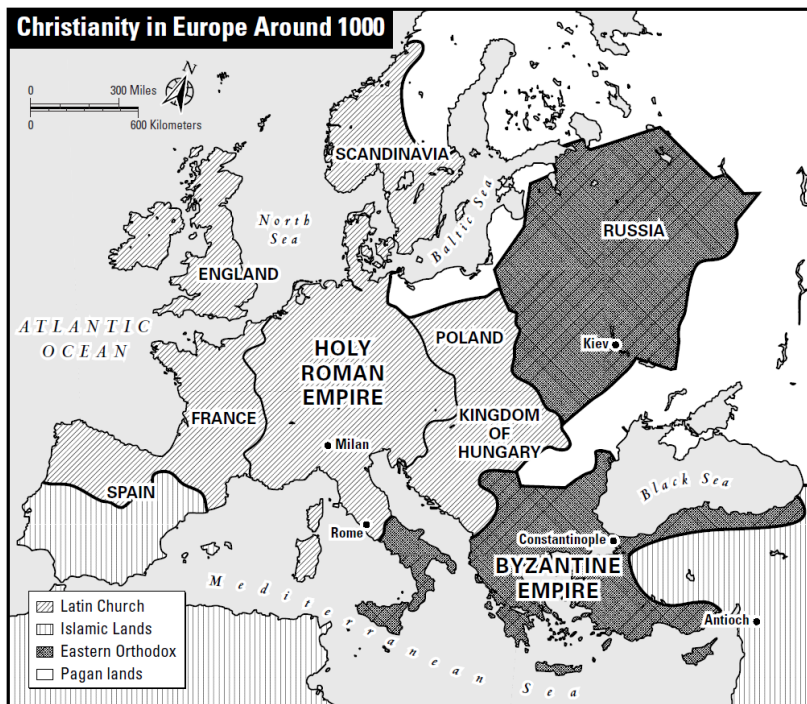 Christianity in Europe Around 1000
N
0 300 Miles
0 600 Kilometers
SCANDINAVIA
North
Sea
Baltic Sea
RUSSIA
ENGLAND
ATLANTIC
OCEAN
POLAND
Kiev
HOLY
ROMAN
EMPIRE
FRANCE
KINGDOM
OF
HUNGARY
Milan
Black Sea
SPAIN
Rome
Constantinople
BYZANTINE
EMPIRE
Antioch
Mediterranean Sea
Latin Church
Islamic Lands
Eastern Orthodox
Pagan lands